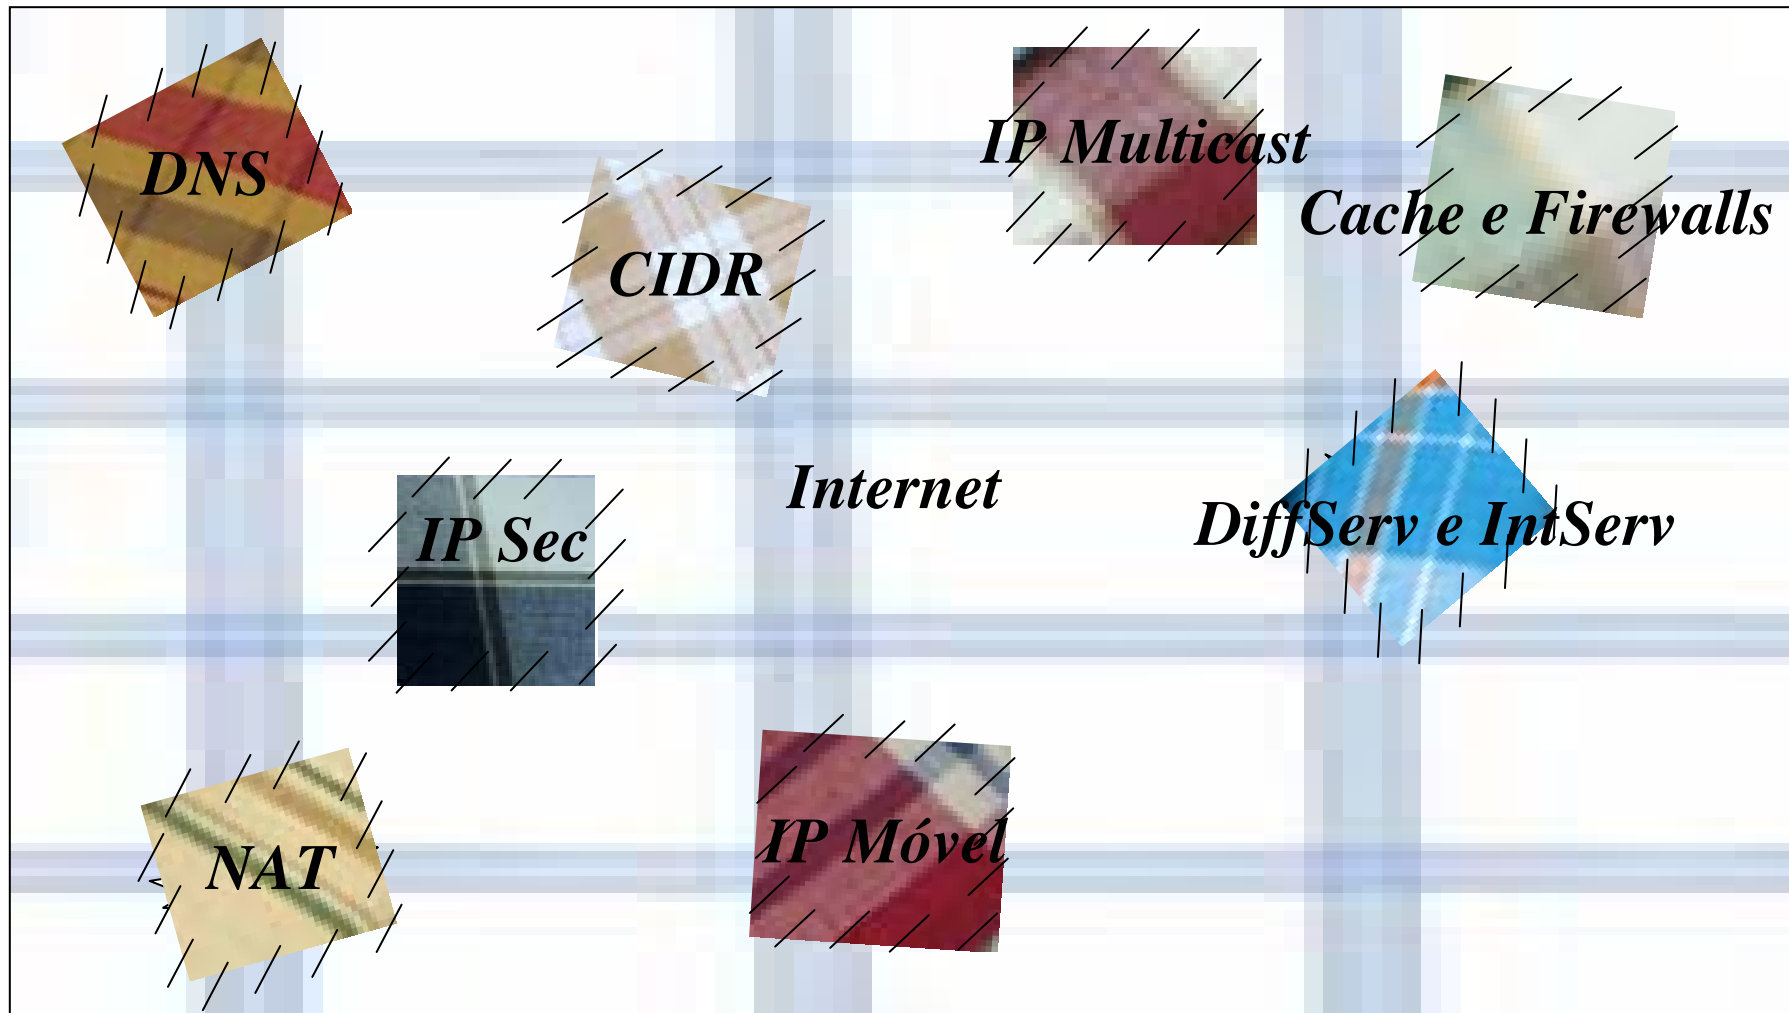 DNS
IP Multicast
Cache e Firewalls
CIDR
Internet
IP Sec
DiffServ e IntServ
NAT
IP Móvel